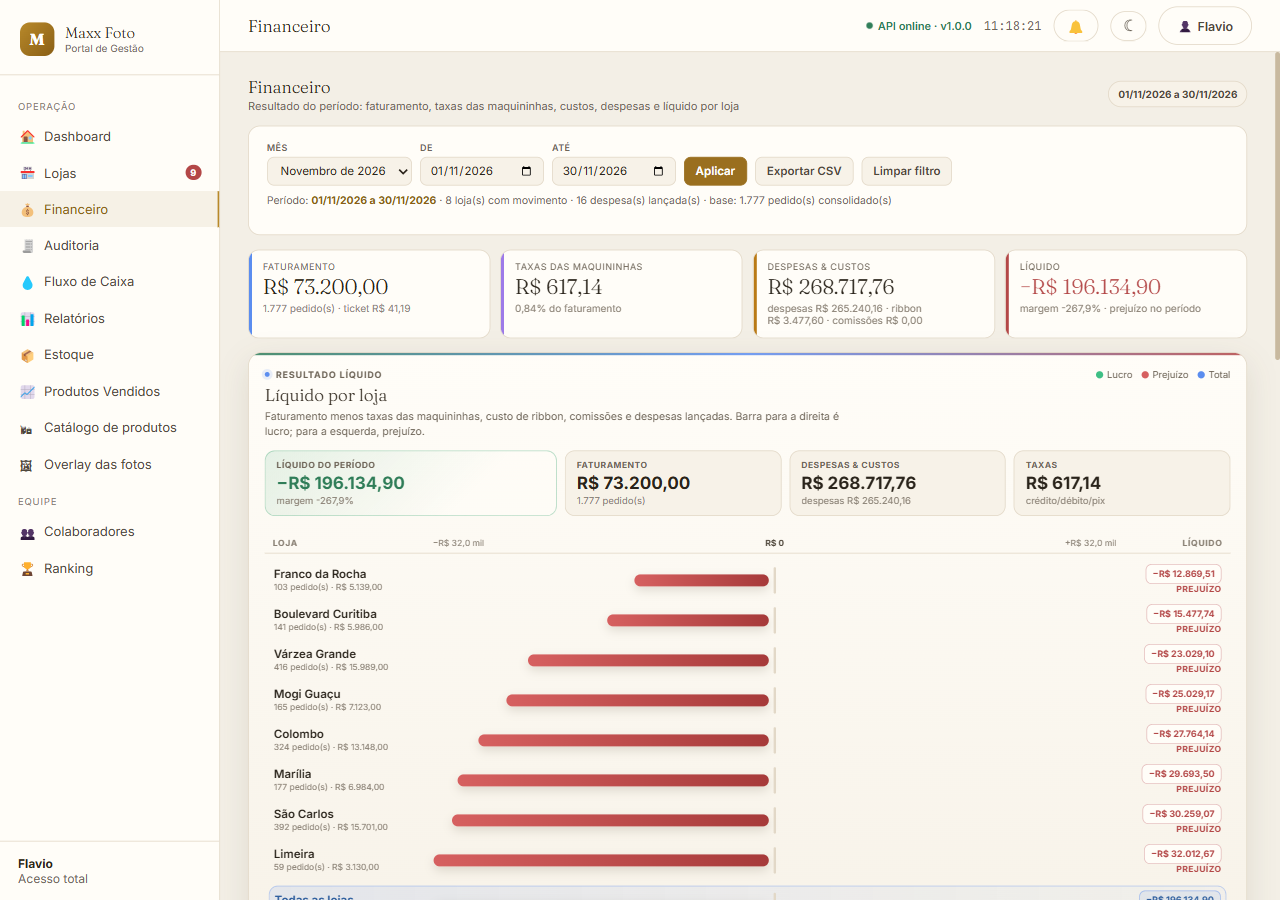 M
Maxx Foto
Portal de Gestão
OPERAÇÃO
Dashboard
Lojas
9
Financeiro
Auditoria
Fluxo de Caixa
Relatórios
Estoque
Produtos Vendidos
Catálogo de produtos
Overlay das fotos
EQUIPE
Colaboradores
Ranking
Flavio
Acesso total
Financeiro
API online · v1.0.0
11:18:21
Flavio
Financeiro
Resultado do período: faturamento, taxas das maquininhas, custos, despesas e líquido por loja
01/11/2026 a 30/11/2026
MÊS
DE
ATÉ
Novembro de 2026
01/11/2026
30/11/2026
Aplicar
Exportar CSV
Limpar filtro
Período: 01/11/2026 a 30/11/2026 · 8 loja(s) com movimento · 16 despesa(s) lançada(s) · base: 1.777 pedido(s) consolidado(s)
FATURAMENTO
R$ 73.200,00
1.777 pedido(s) · ticket R$ 41,19
TAXAS DAS MAQUININHAS
R$ 617,14
0,84% do faturamento
DESPESAS & CUSTOS
R$ 268.717,76
despesas R$ 265.240,16 · ribbon
R$ 3.477,60 · comissões R$ 0,00
LÍQUIDO
−R$ 196.134,90
margem -267,9% · prejuízo no período
RESULTADO LÍQUIDO
Lucro
Prejuízo
Total
Líquido por loja
Faturamento menos taxas das maquininhas, custo de ribbon, comissões e despesas lançadas. Barra para a direita é
lucro; para a esquerda, prejuízo.
LÍQUIDO DO PERÍODO
−R$ 196.134,90
margem -267,9%
FATURAMENTO
R$ 73.200,00
1.777 pedido(s)
DESPESAS & CUSTOS
R$ 268.717,76
despesas R$ 265.240,16
TAXAS
R$ 617,14
crédito/débito/pix
LOJA
−R$ 32,0 mil
R$ 0
+R$ 32,0 mil
LÍQUIDO
Franco da Rocha
103 pedido(s) · R$ 5.139,00
−R$ 12.869,51
PREJUÍZO
Boulevard Curitiba
141 pedido(s) · R$ 5.986,00
−R$ 15.477,74
PREJUÍZO
Várzea Grande
416 pedido(s) · R$ 15.989,00
−R$ 23.029,10
PREJUÍZO
Mogi Guaçu
165 pedido(s) · R$ 7.123,00
−R$ 25.029,17
PREJUÍZO
Colombo
324 pedido(s) · R$ 13.148,00
−R$ 27.764,14
PREJUÍZO
Marília
177 pedido(s) · R$ 6.984,00
−R$ 29.693,50
PREJUÍZO
São Carlos
392 pedido(s) · R$ 15.701,00
−R$ 30.259,07
PREJUÍZO
Limeira
59 pedido(s) · R$ 3.130,00
−R$ 32.012,67
PREJUÍZO
Todas as lojas
−R$ 196.134,90